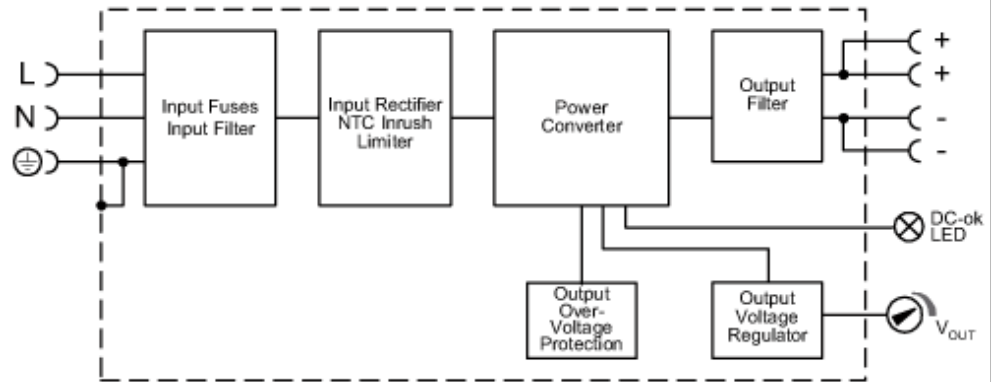 L
N
Input Fuses
Input Filter
Input Rectifier
NTC Inrush
Limiter
Power
Converter
Output
Filter
+
+
-
-
DC-ok
LED
Output
Over-
Voltage
Protection
Output
Voltage
Regulator
VOUT